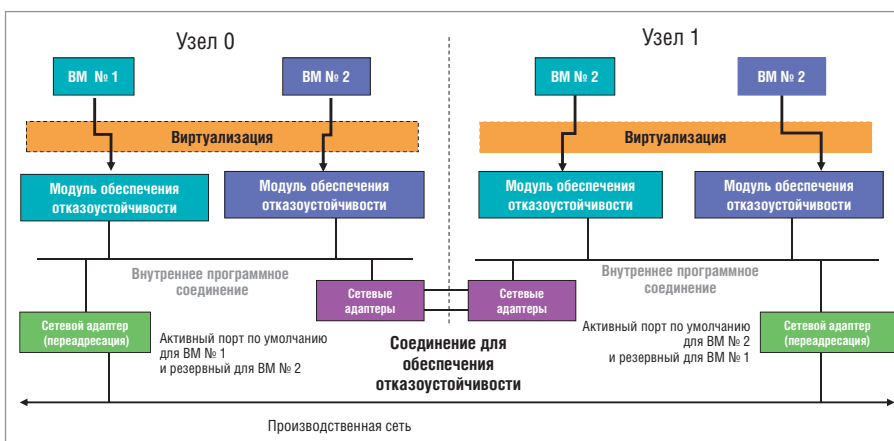 Узел 0
Узел 1
ВМ № 1
ВМ № 2
ВМ № 2
ВМ № 2
Виртуализация
Виртуализация
Модуль обеспечения
отказоустойчивости
Модуль обеспечения
отказоустойчивости
Модуль обеспечения
отказоустойчивости
Модуль обеспечения
отказоустойчивости
Внутреннее программное
соединение
Сетевые
адаптеры
Сетевые
адаптеры
Внутреннее программное
соединение
Сетевой адаптер
(переадресация)
Активный порт по умолчанию
для ВМ № 1
и резервный для ВМ № 2
Соединение для
обеспечения
отказоустойчивости
Активный порт по умолчанию
для ВМ № 2
и резервный для ВМ № 1
Сетевой адаптер
(переадресация)
Производственная сеть